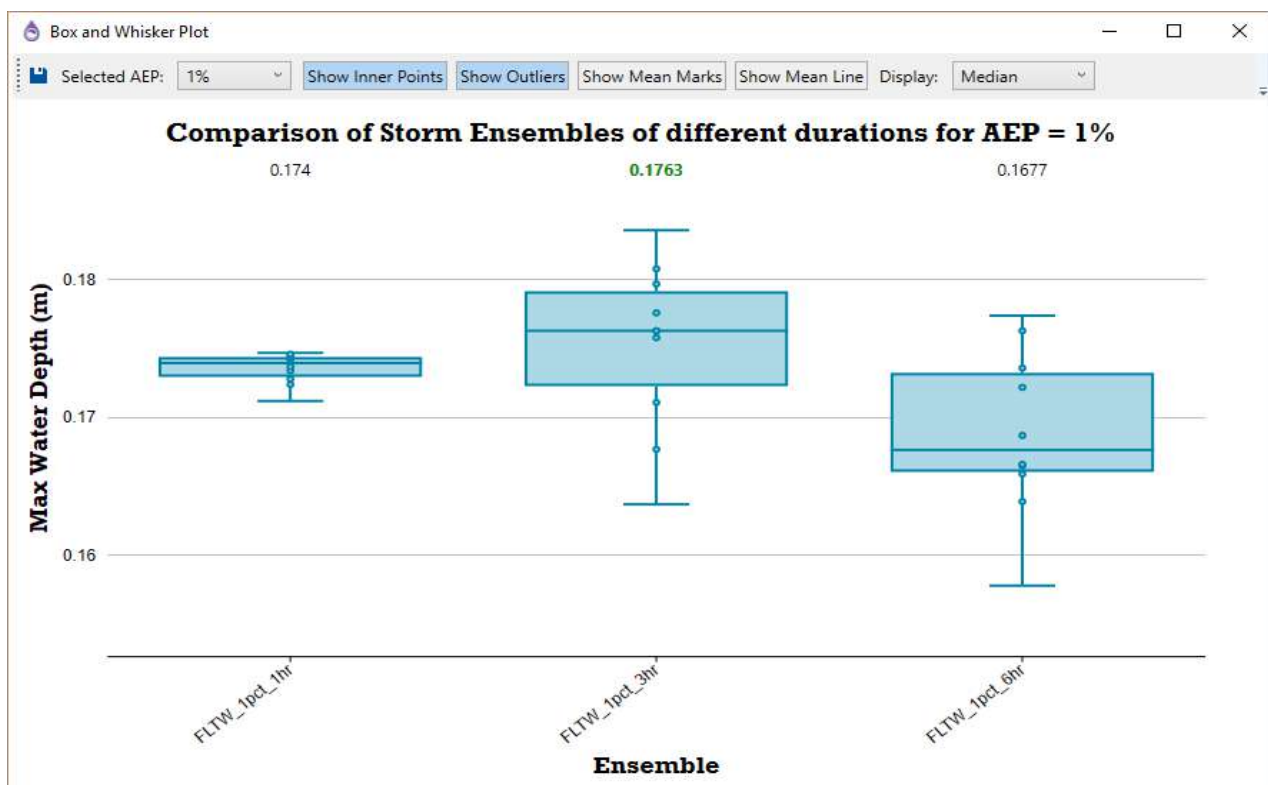 Box and Whisker Plot
Selected AEP: 1% Show Inner Points Show Outliers Show Mean Marks Show Mean Line Display: Median
Comparison of Storm Ensembles of different durations for AEP = 1%
0.174 0.1763 0.1677
Max Water Depth (m)
0.18
0.17
0.16
FLTW_1pct_1hr FLTW_1pct_3hr FLTW_1pct_6hr
Ensemble